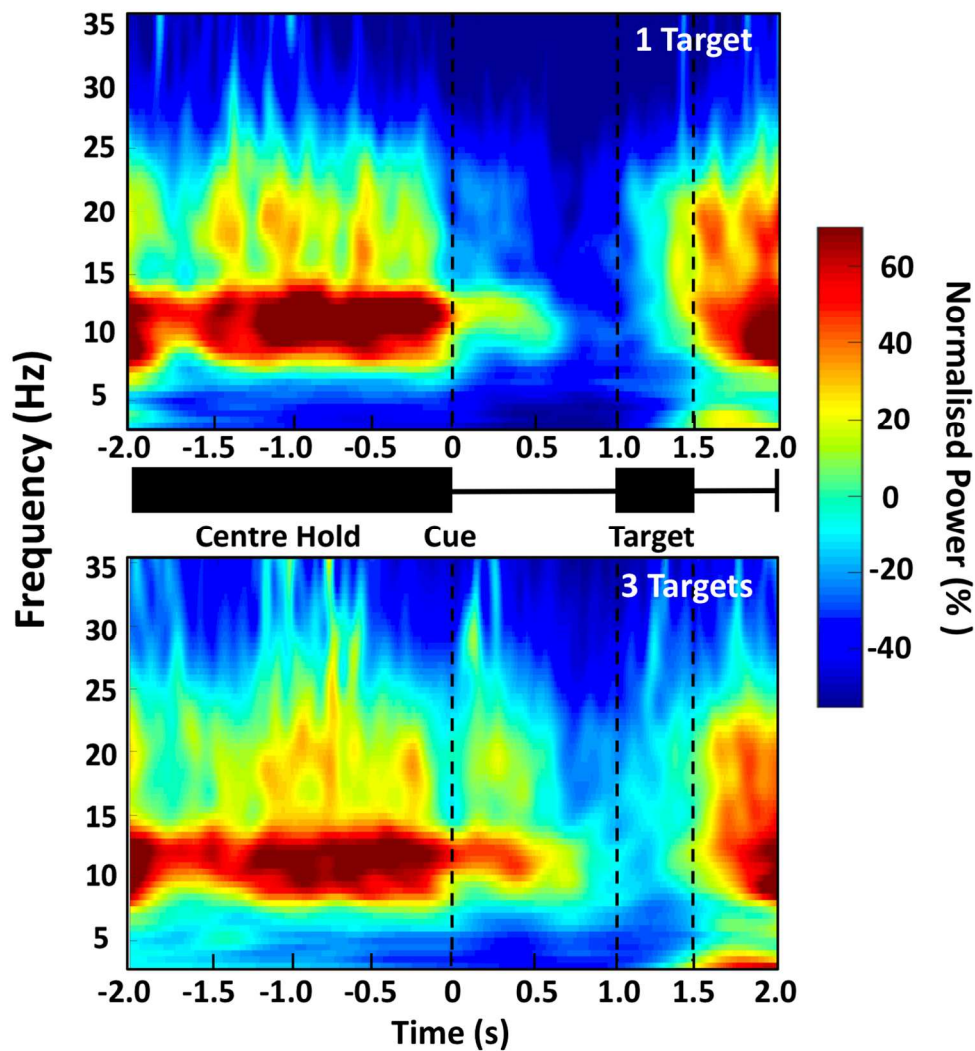 35
30
25
20
15
10
5
1 Target
-2.0 -1.5 -1.0 -0.5 0 0.5 1.0 1.5 2.0
Centre Hold Cue Target
Frequency (Hz)
60
40
20
0
-20
-40
Normalised Power (%)
35
30
25
20
15
10
5
3 Targets
-2.0 -1.5 -1.0 -0.5 0 0.5 1.0 1.5 2.0
Time (s)